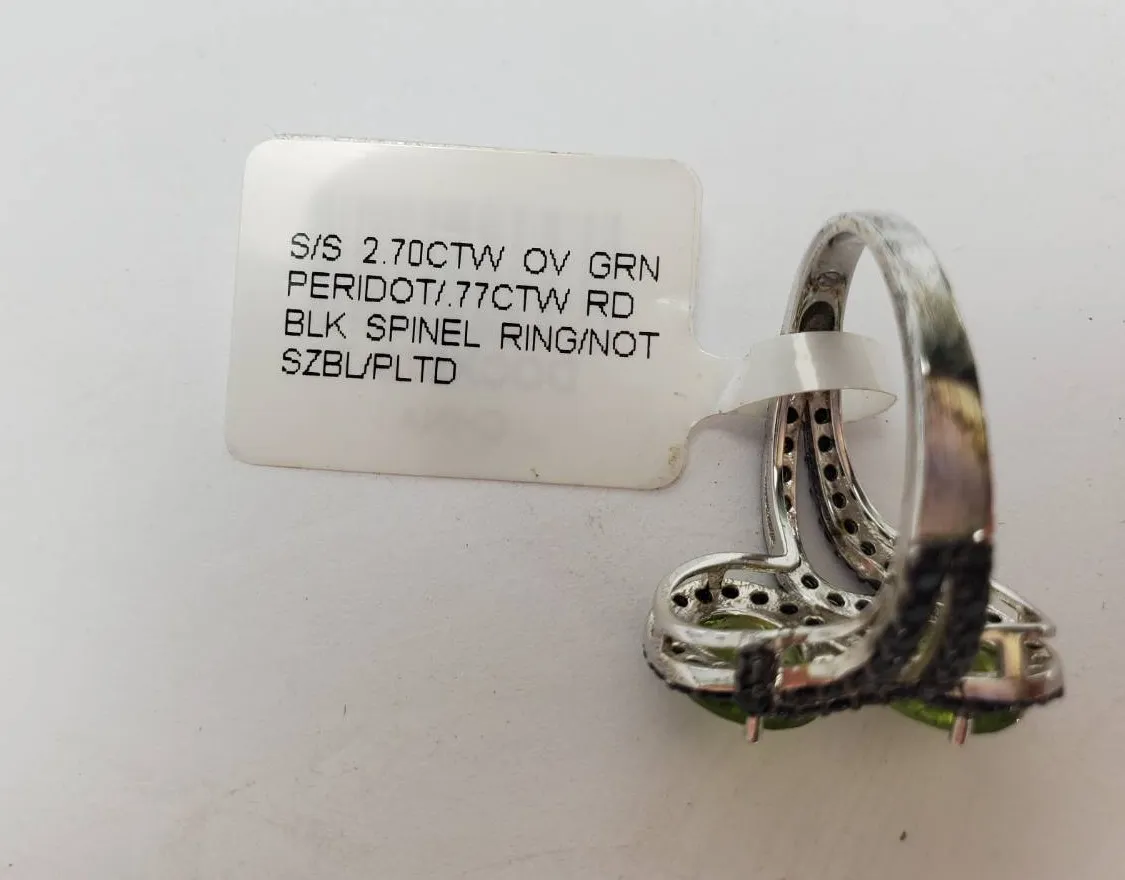 S/S 2.70CTW OV GRN
PERIDOT/.77CTW RD
BLK SPINEL RING/NOT
SZBL/PLTD